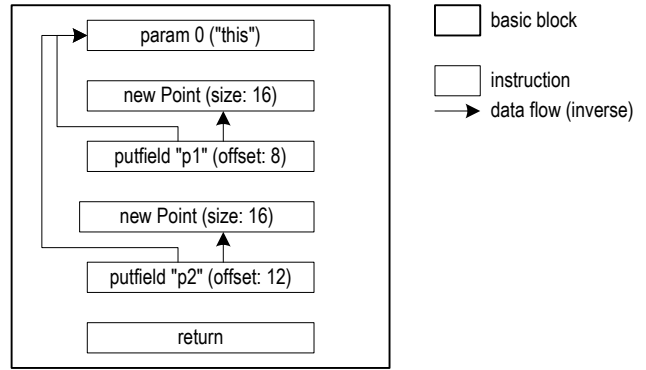 param 0 ("this")
new Point (size: 16)
putfield "p1" (offset: 8)
new Point (size: 16)
putfield "p2" (offset: 12)
return
basic block
instruction
data flow (inverse)